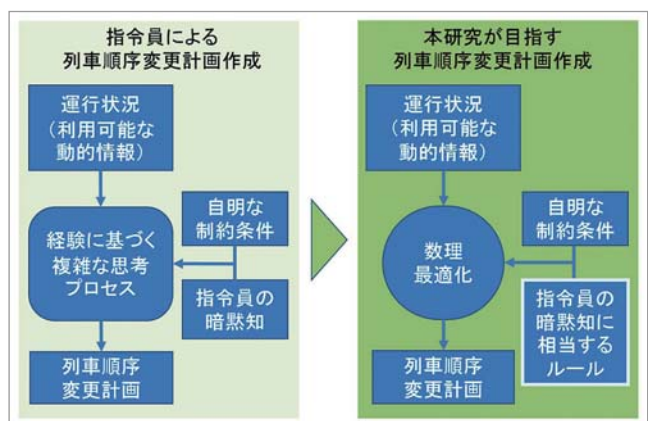 指令員による
列車順序変更計画作成
運行状況
(利用可能な
動的情報)
経験に基づく
複雑な思考
プロセス
自明な
制約条件
指令員の
暗黙知
列車順序
変更計画
本研究が目指す
列車順序変更計画作成
運行状況
(利用可能な
動的情報)
数理
最適化
自明な
制約条件
指令員の
暗黙知に
相当する
ルール
列車順序
変更計画